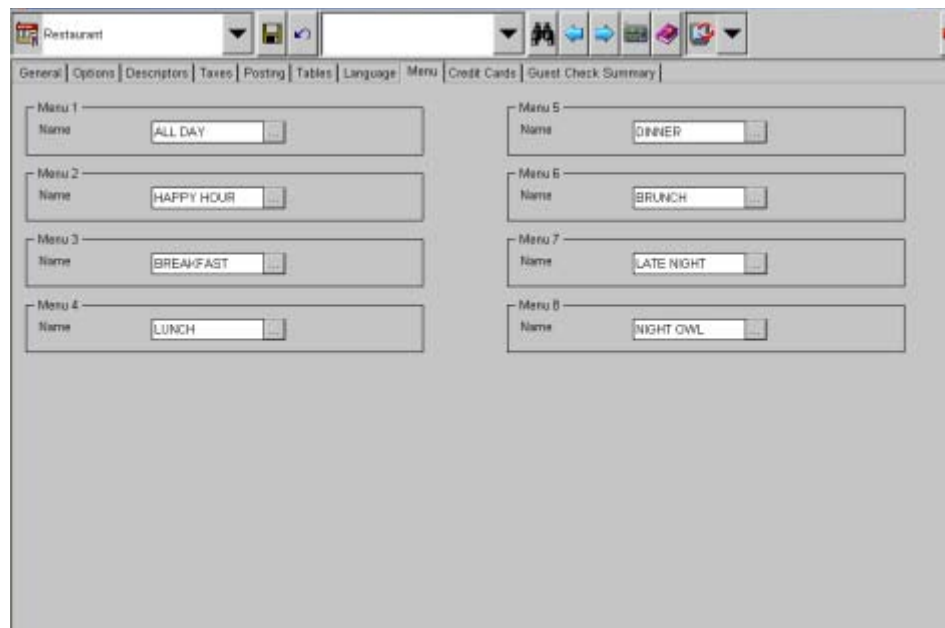 Restaurant
General Options Descriptors Taxes Posting Tables Language Menu Credit Cards Guest Check Summary
Menu 1
Name ALL DAY ...
Menu 2
Name HAPPY HOUR ...
Menu 3
Name BREAKFAST ...
Menu 4
Name LUNCH ...
Menu 5
Name DINNER ...
Menu 6
Name BRUNCH ...
Menu 7
Name LATE NIGHT ...
Menu 8
Name NIGHT OWL ...